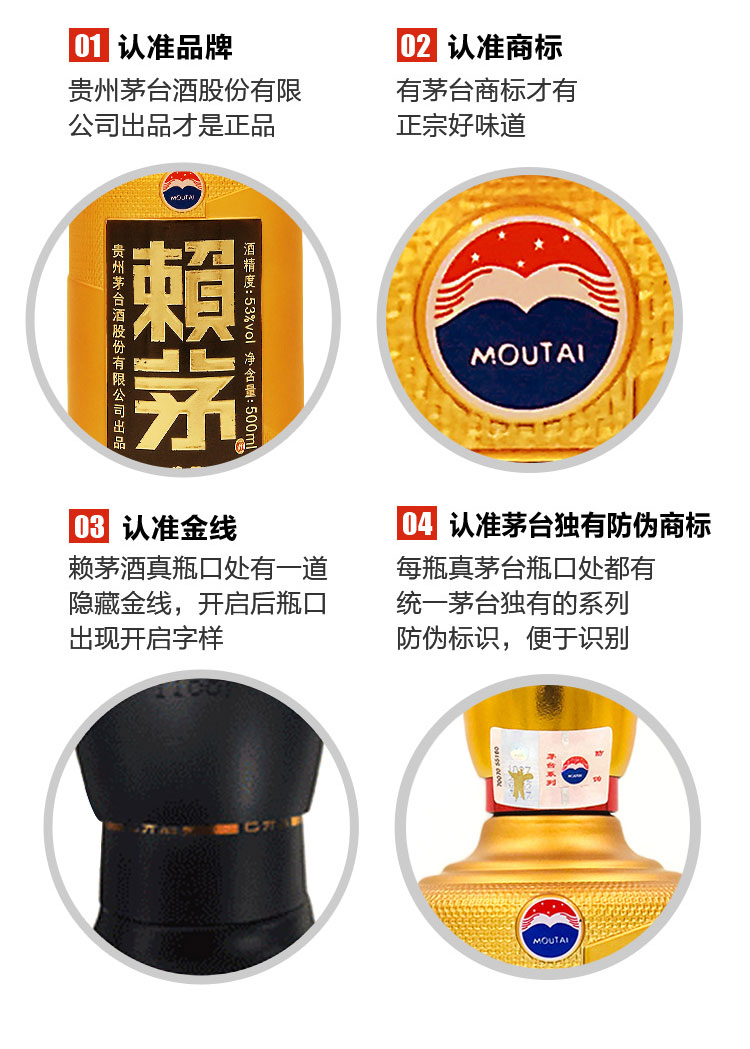 01 认准品牌
贵州茅台酒股份有限
公司出品才是正品
02 认准商标
有茅台商标才有
正宗好味道
MOUTAI
贵州茅台酒股份有限公司出品
賴茅
酒精度:53%vol 净含量:500ml
MOUTAI
03 认准金线
赖茅酒真瓶口处有一道
隐藏金线，开启后瓶口
出现开启字样
04 认准茅台独有防伪商标
每瓶真茅台瓶口处都有
统一茅台独有的系列
防伪标识，便于识别
茅台系列
防伪
MOUTAI